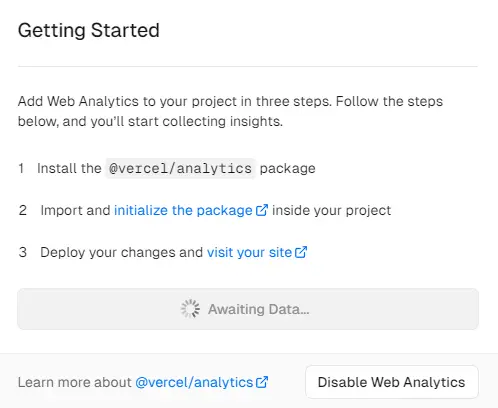 Getting Started
Add Web Analytics to your project in three steps. Follow the steps
below, and you'll start collecting insights.
1 Install the @vercel/analytics package
2 Import and initialize the package inside your project
3 Deploy your changes and visit your site
Awaiting Data...
Learn more about @vercel/analytics Disable Web Analytics